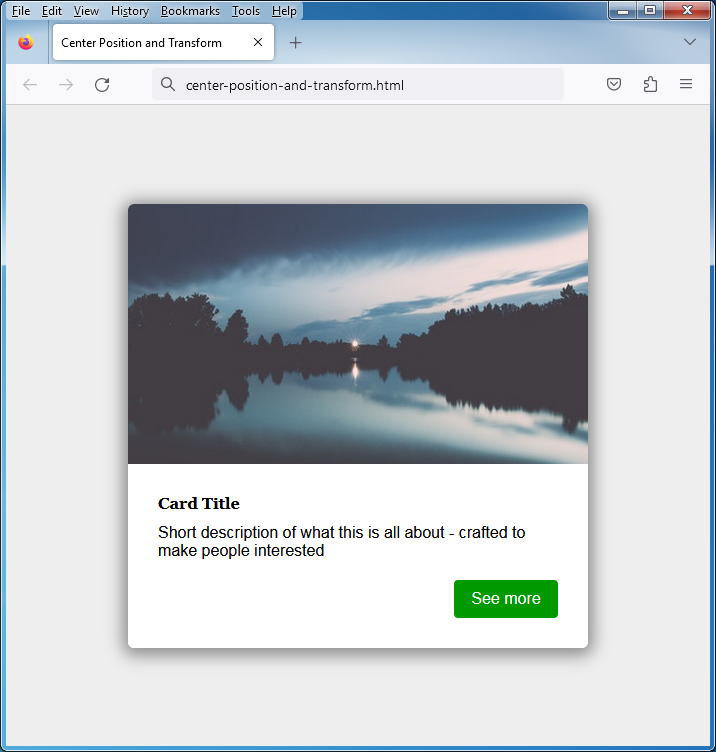 File Edit View History Bookmarks Tools Help
Center Position and Transform
center-position-and-transform.html
Card Title
Short description of what this is all about - crafted to
make people interested
See more